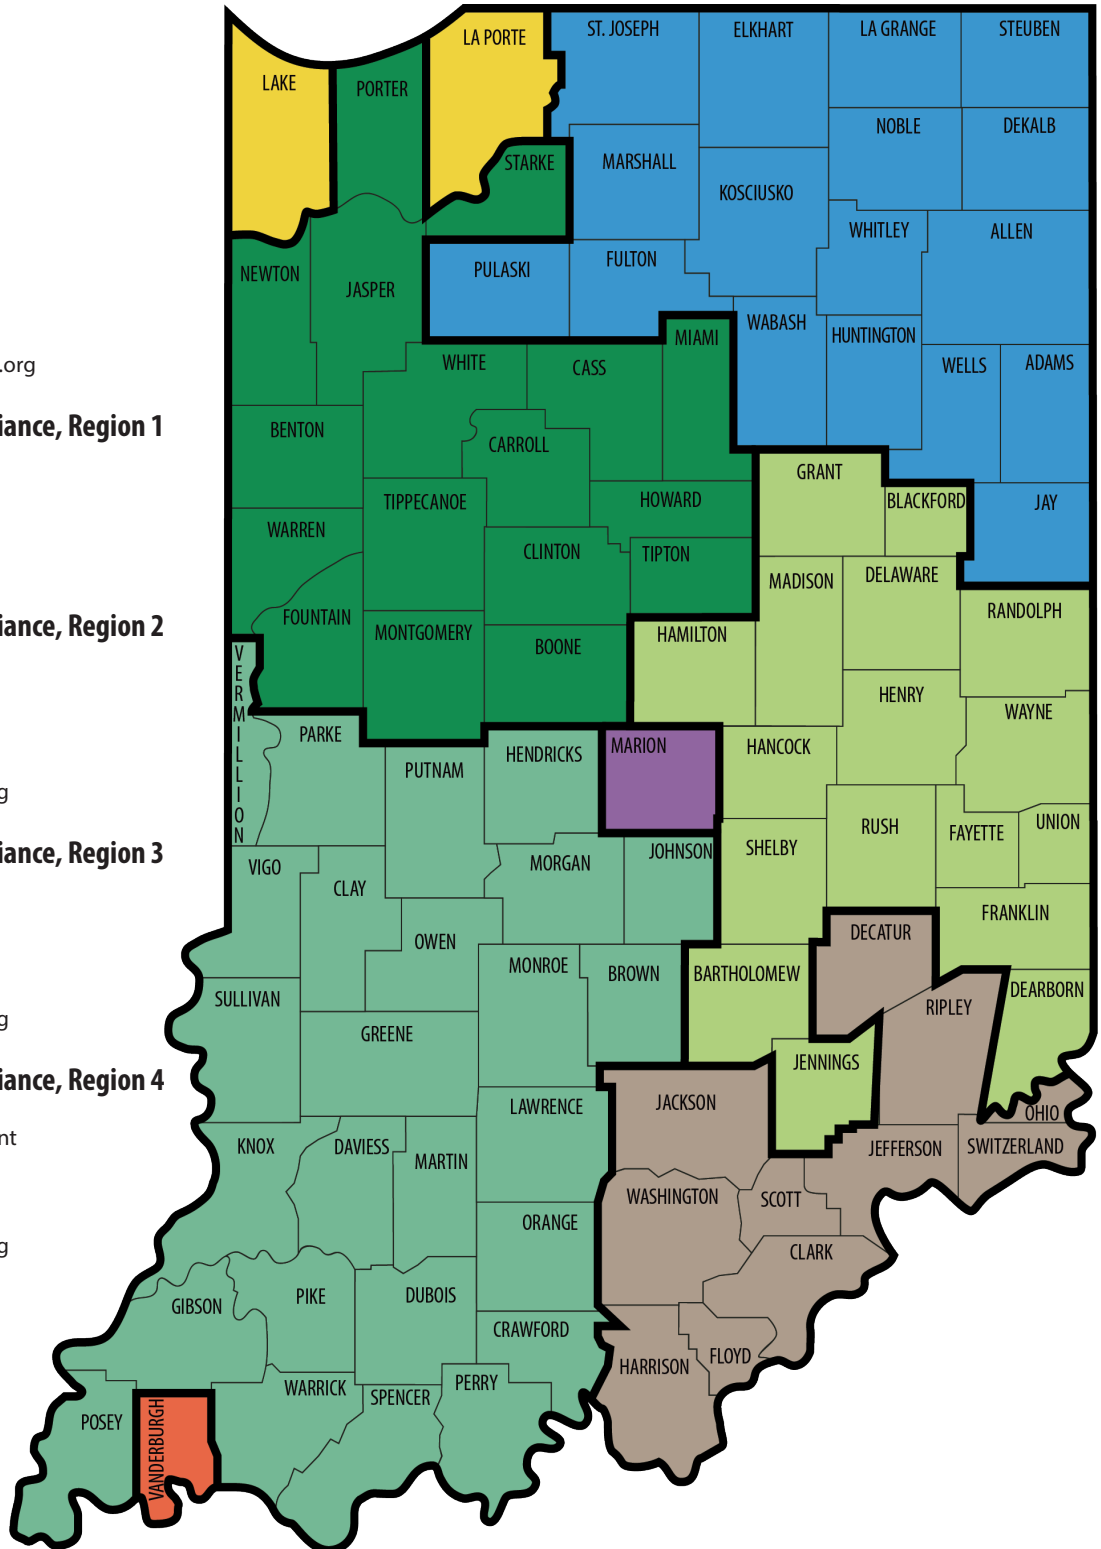 .org
iance, Region 1
iance, Region 2
g
iance, Region 3
g
iance, Region 4
nt
g
LAKE
PORTER
LA PORTE
ST. JOSEPH
ELKHART
LA GRANGE
STEUBEN
NOBLE
DEKALB
STARKE
MARSHALL
KOSCIUSKO
WHITLEY
ALLEN
NEWTON
JASPER
PULASKI
FULTON
WABASH
HUNTINGTON
MIAMI
WELLS
ADAMS
WHITE
CASS
BENTON
CARROLL
GRANT
BLACKFORD
JAY
TIPPECANOE
HOWARD
WARREN
CLINTON
TIPTON
MADISON
DELAWARE
RANDOLPH
FOUNTAIN
MONTGOMERY
BOONE
HAMILTON
HENRY
WAYNE
VERMILLION
PARKE
PUTNAM
HENDRICKS
MARION
HANCOCK
RUSH
FAYETTE
UNION
VIGO
CLAY
MORGAN
JOHNSON
SHELBY
OWEN
FRANKLIN
DECATUR
MONROE
BROWN
BARTHOLOMEW
SULLIVAN
RIPLEY
DEARBORN
GREENE
JENNINGS
LAWRENCE
JACKSON
OHIO
KNOX
DAVIESS
MARTIN
JEFFERSON
SWITZERLAND
WASHINGTON
SCOTT
ORANGE
CLARK
GIBSON
PIKE
DUBOIS
CRAWFORD
HARRISON
FLOYD
WARRICK
SPENCER
PERRY
POSEY
VANDERBURGH